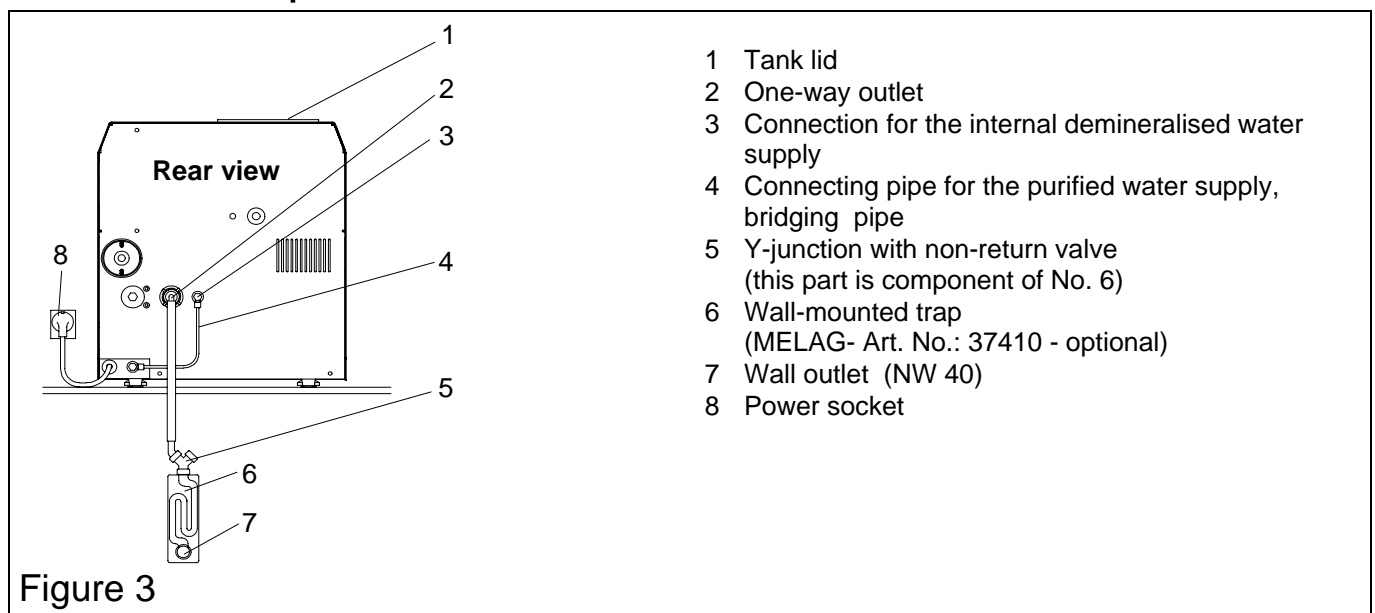 1
2
3
Rear view
8
4
5
6
7
1 Tank lid
2 One-way outlet
3 Connection for the internal demineralised water
supply
4 Connecting pipe for the purified water supply,
bridging pipe
5 Y-junction with non-return valve
(this part is component of No. 6)
6 Wall-mounted trap
(MELAG- Art. No.: 37410 - optional)
7 Wall outlet (NW 40)
8 Power socket
Figure 3